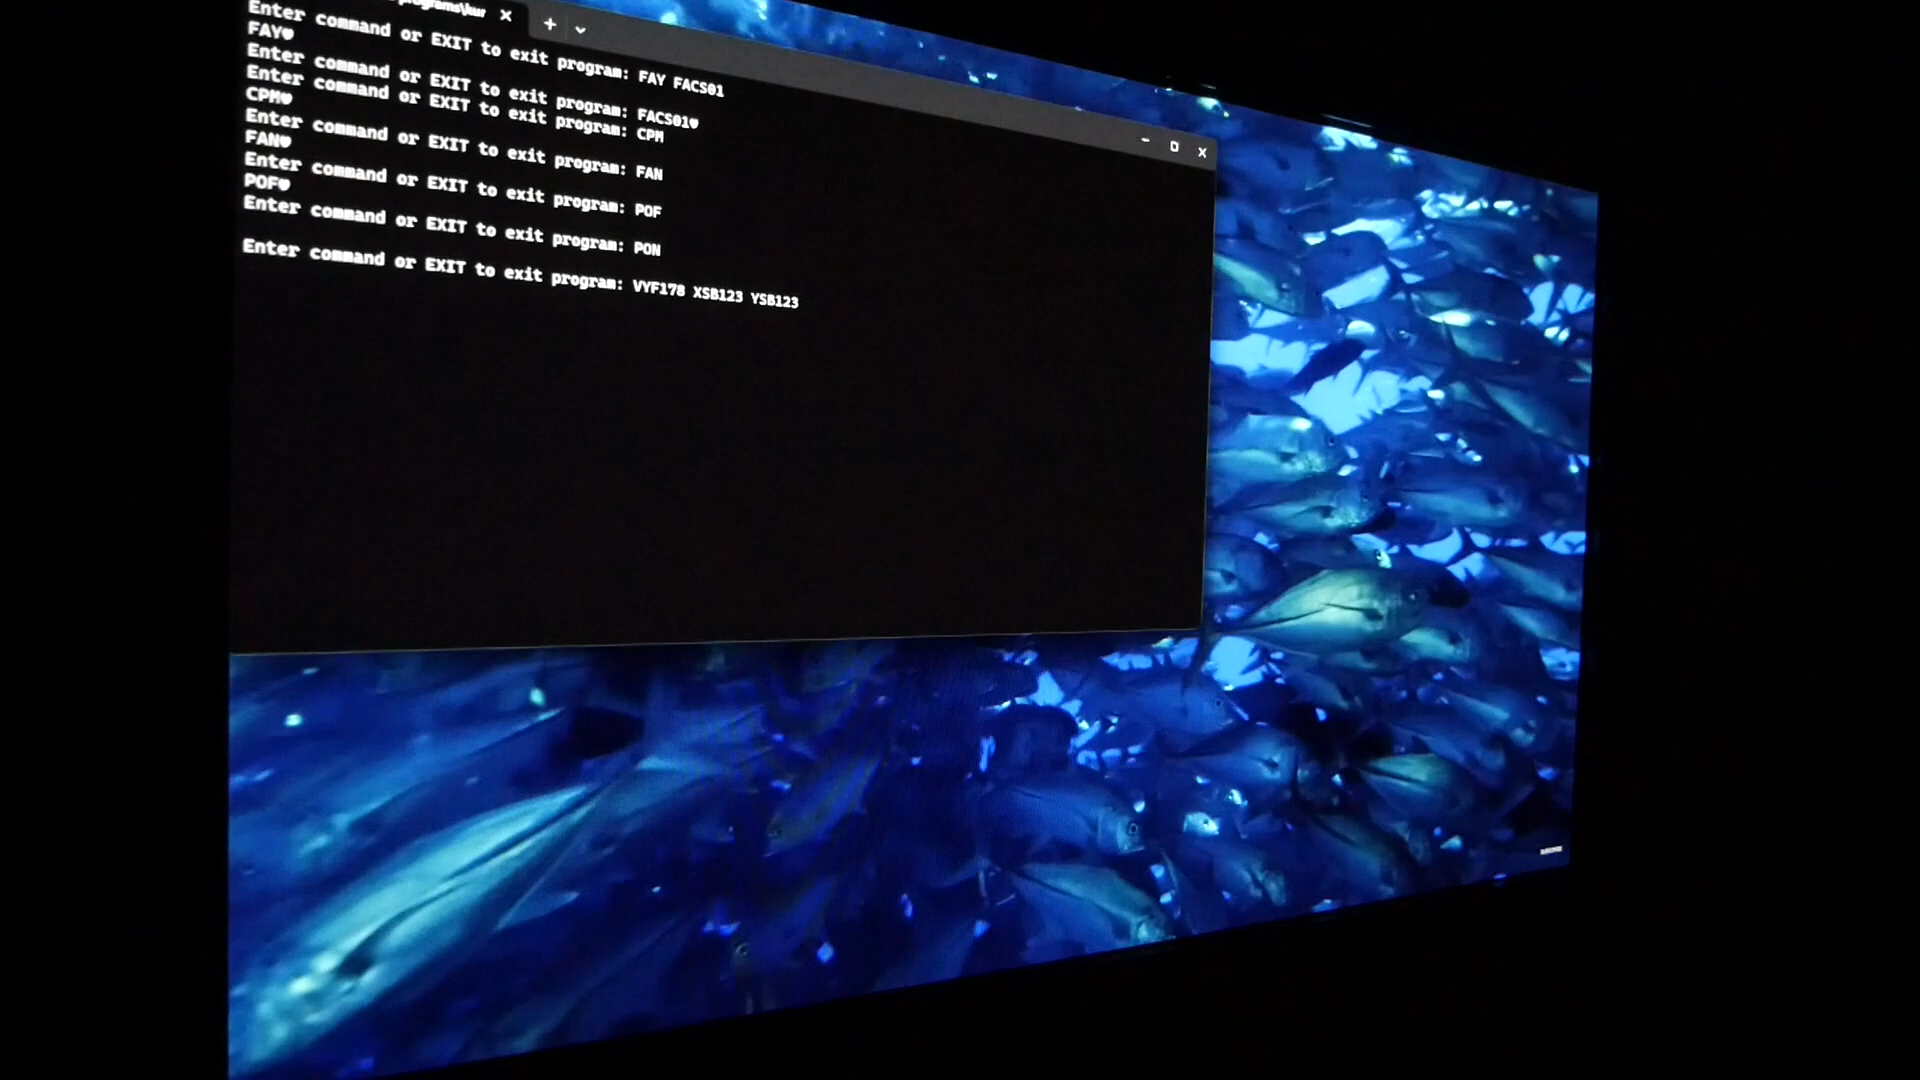 Enter command or EXIT to exit program: FAY FACS01
FAY♥
Enter command or EXIT to exit program: FACS01♥
Enter command or EXIT to exit program: CPM
CPM♥
Enter command or EXIT to exit program: FAN
FAN♥
Enter command or EXIT to exit program: POF
POF♥
Enter command or EXIT to exit program: PON
Enter command or EXIT to exit program: VYF178 XSB123 YSB123